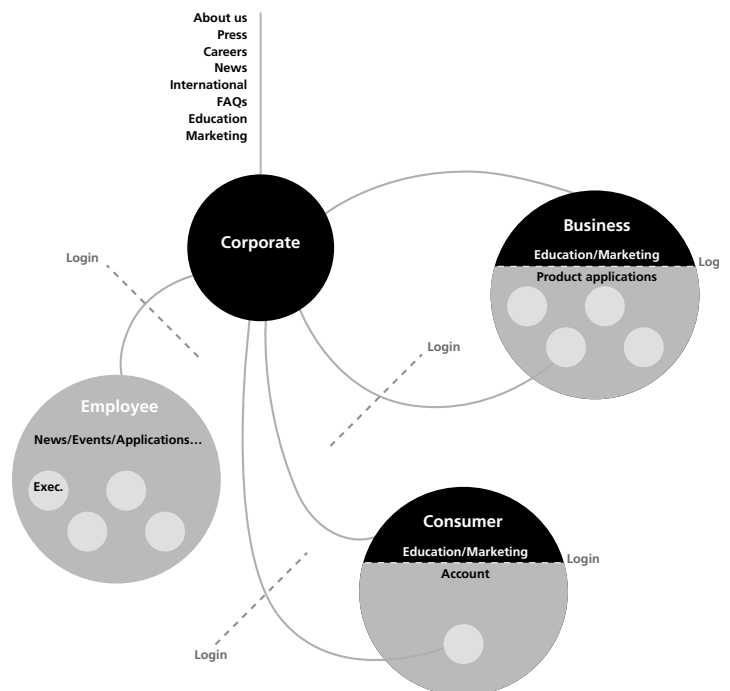 About us
Press
Careers
News
International
FAQs
Education
Marketing
Corporate
Business
Education/Marketing
Log
Product applications
Login
Login
Employee
News/Events/Applications...
Exec.
Consumer
Education/Marketing
Login
Account
Login